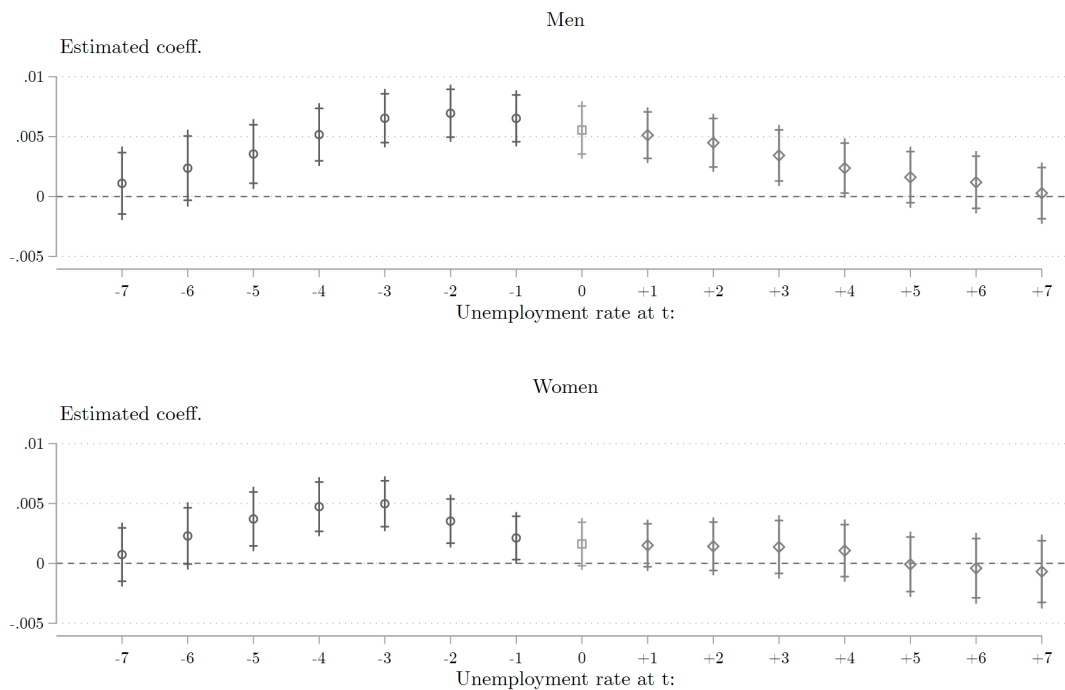 Men
Estimated coeff.
.01
.005
0
-.005
-7 -6 -5 -4 -3 -2 -1 0 +1 +2 +3 +4 +5 +6 +7
Unemployment rate at t:
Women
Estimated coeff.
.01
.005
0
-.005
-7 -6 -5 -4 -3 -2 -1 0 +1 +2 +3 +4 +5 +6 +7
Unemployment rate at t: